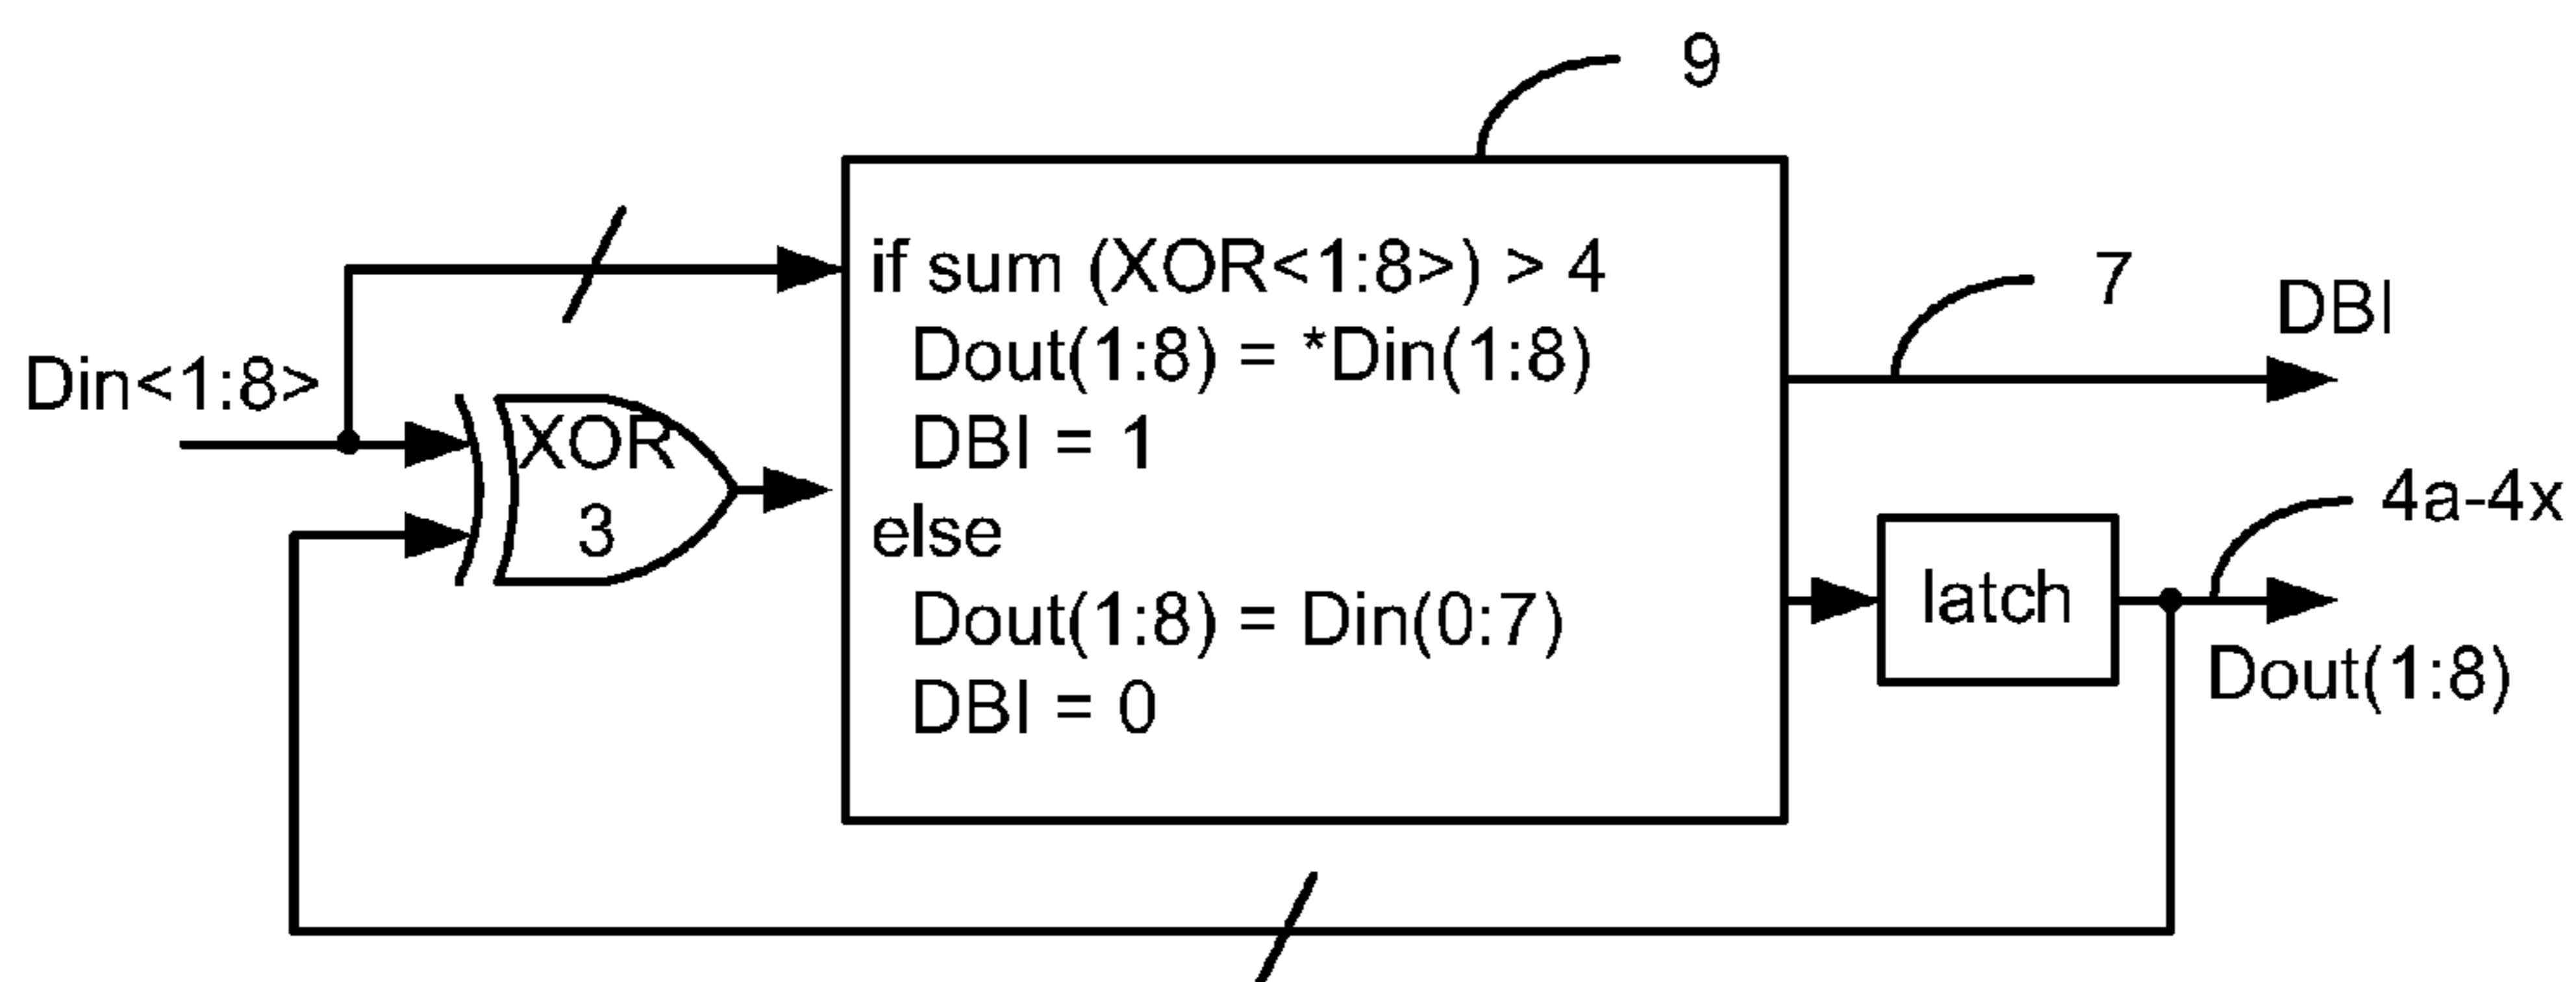 9
if sum (XOR<1:8>) > 4
7
DBI
Dout(1:8) = *Din(1:8)
Din<1:8>
XOR
3
DBI = 1
4a-4x
else
latch
Dout(1:8) = Din(0:7)
Dout(1:8)
DBI = 0